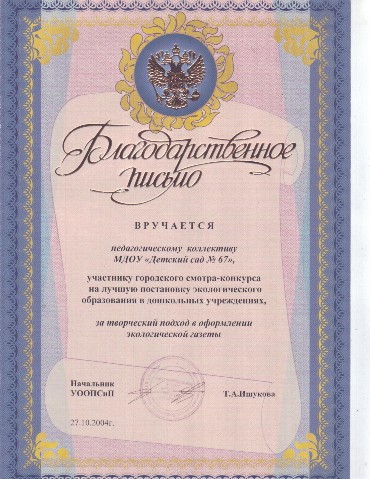 Благодарственное
письмо
ВРУЧАЕТСЯ
педагогическому коллективу
МДОУ «Детский сад № 67»,
участнику городского смотра-конкурса
на лучшую постановку экологического
образования в дошкольных учреждениях,
за творческий подход в оформлении
экологической газеты
Начальник
УООПСиП Т.А.Ишукова
27.10.2004г.